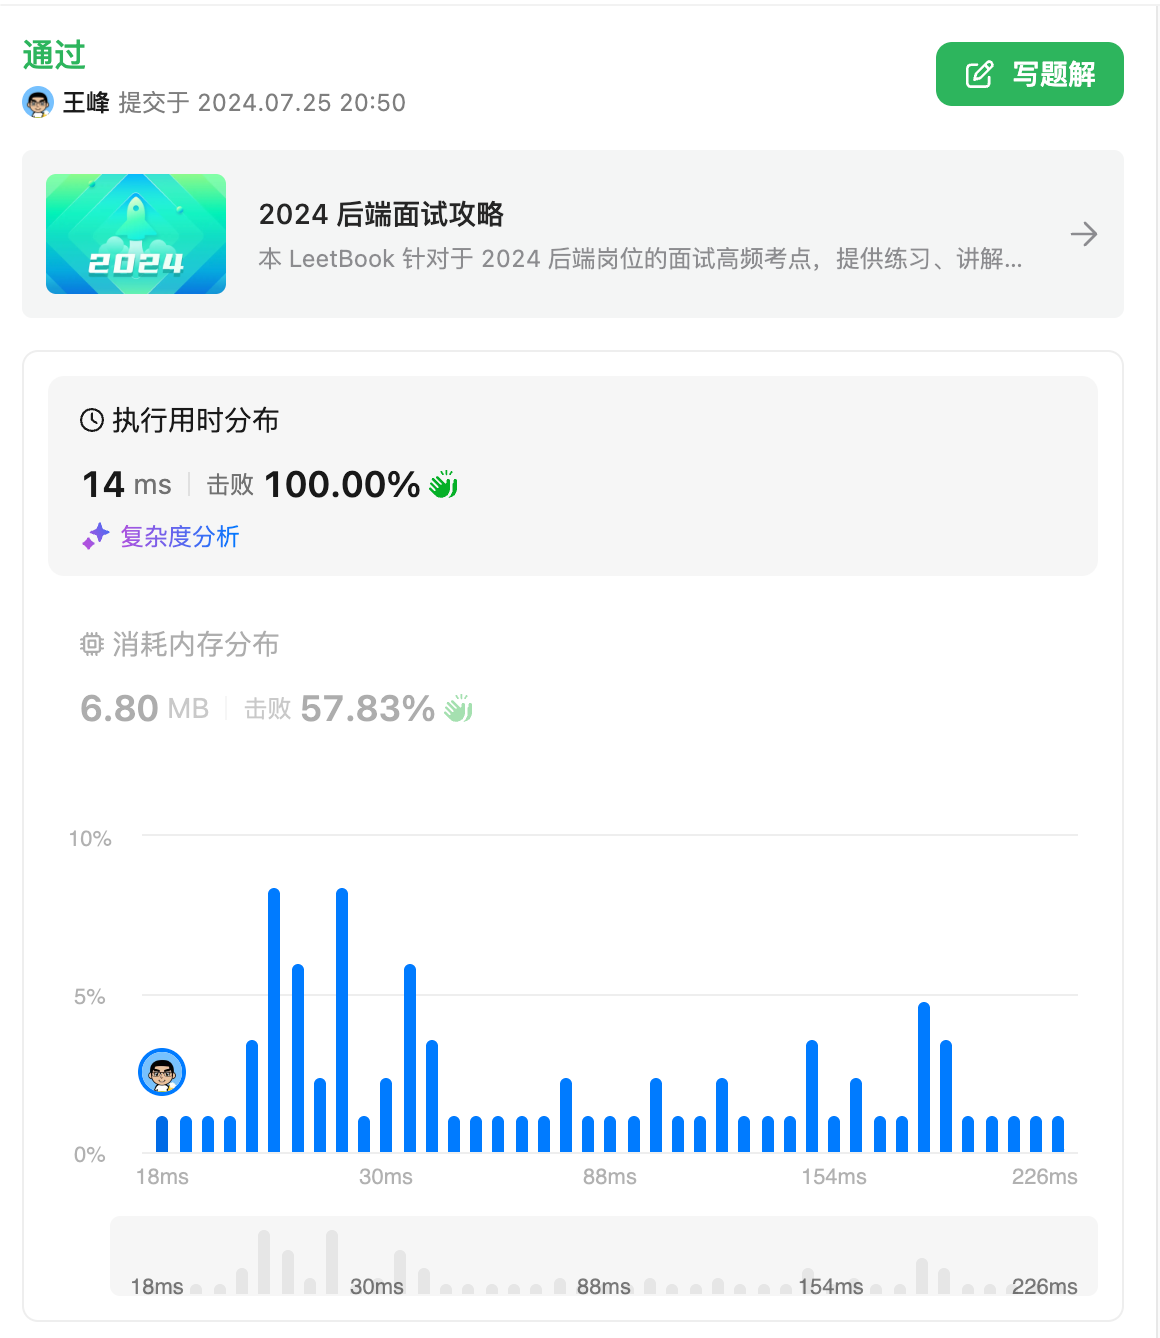 通过
写题解
王峰 提交于 2024.07.25 20:50
2024
2024 后端面试攻略
本 LeetBook 针对于 2024 后端岗位的面试高频考点，提供练习、讲解...
执行用时分布
14 ms 击败 100.00%
复杂度分析
消耗内存分布
6.80 MB 击败 57.83%
10%
5%
0%
18ms 30ms 88ms 154ms 226ms
18ms 30ms 88ms 154ms 226ms